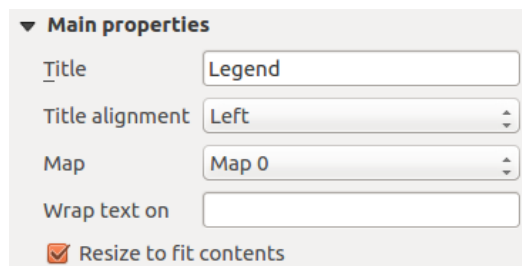 Main properties
Title Legend
Title alignment Left
Map Map 0
Wrap text on
Resize to fit contents